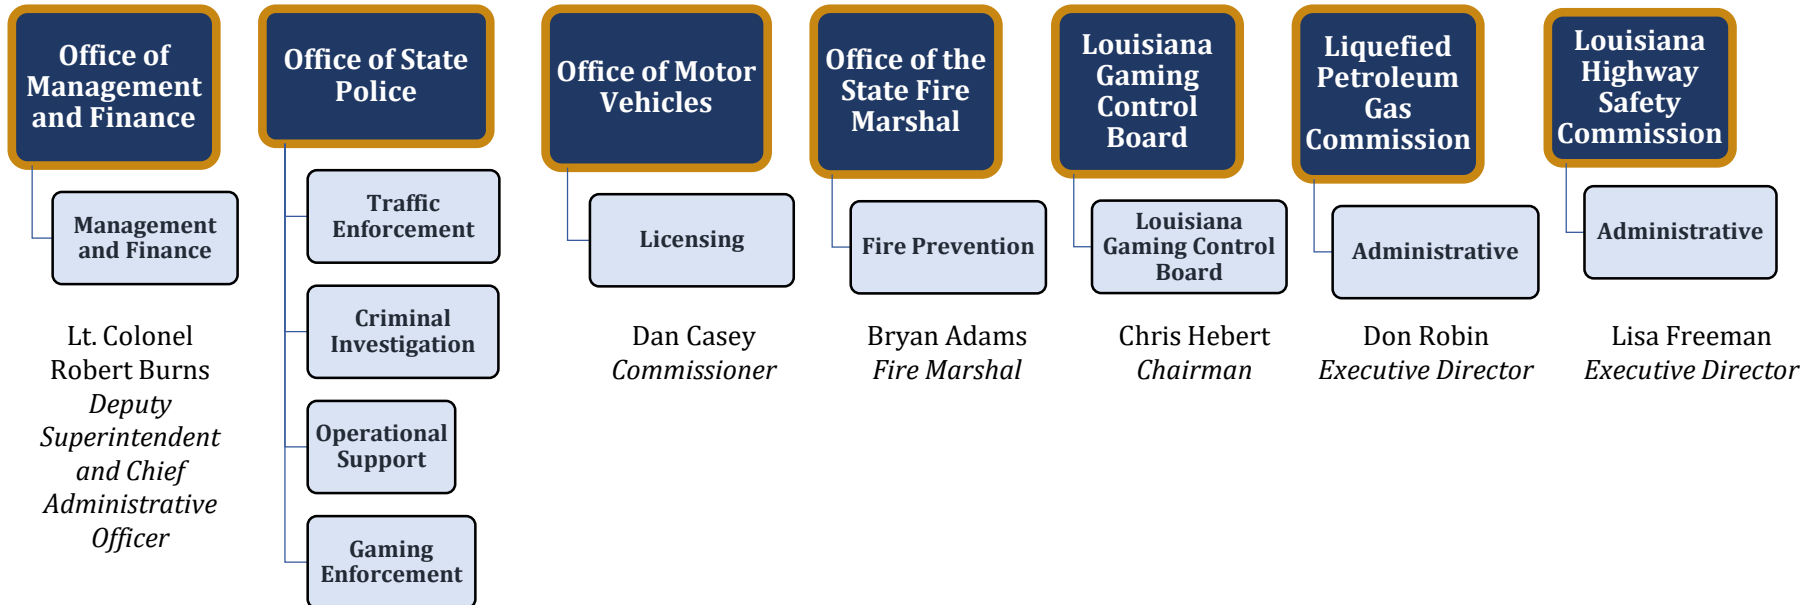 Office of
Management
and Finance
Management
and Finance
Lt. Colonel
Robert Burns
Deputy
Superintendent
and Chief
Administrative
Officer
Office of State
Police
Traffic
Enforcement
Criminal
Investigation
Operational
Support
Gaming
Enforcement
Office of Motor
Vehicles
Licensing
Dan Casey
Commissioner
Office of the
State Fire
Marshal
Fire Prevention
Bryan Adams
Fire Marshal
Louisiana
Gaming
Control
Board
Louisiana
Gaming Control
Board
Chris Hebert
Chairman
Liquefied
Petroleum
Gas
Commission
Administrative
Don Robin
Executive Director
Louisiana
Highway
Safety
Commission
Administrative
Lisa Freeman
Executive Director